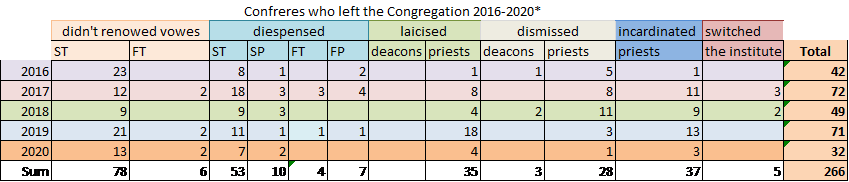 Confreres who left the Congregation 2016-2020*
didn't renowed vowes diespensed laicised dismissed incardinated switched
ST FT ST SP FT FP deacons priests deacons priests priests the institute Total
2016 23 8 1 2 1 1 5 1 42
2017 12 2 18 3 3 4 8 8 11 3 72
2018 9 9 3 4 2 11 9 2 49
2019 21 2 11 1 1 1 18 3 13 71
2020 13 2 7 2 4 1 3 32
Sum 78 6 53 10 4 7 35 3 28 37 5 266